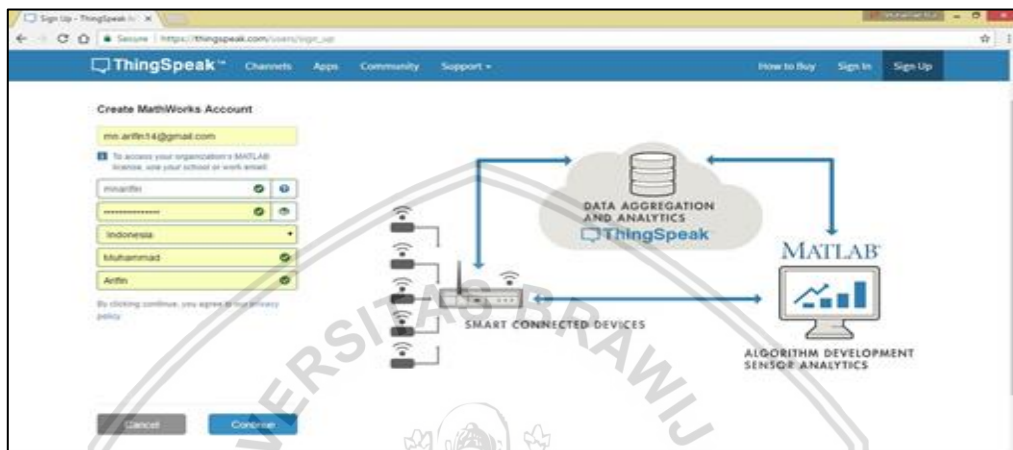 Sign Up - ThingSpeak
Secure | https://thingspeak.com/users/sign_up
ThingSpeak™ Channels Apps Community Support How to Buy Sign In Sign Up
Create MathWorks Account
mn.arifin14@gmail.com
To access your organization's MATLAB
license, use your school or work email.
mnarifin
Indonesia
Muhammad
Arifin
By clicking continue, you agree to our privacy
policy
Cancel Continue
DATA AGGREGATION
AND ANALYTICS
ThingSpeak
SMART CONNECTED DEVICES
MATLAB
ALGORITHM DEVELOPMENT
SENSOR ANALYTICS
VERSITAS BRAWIJ